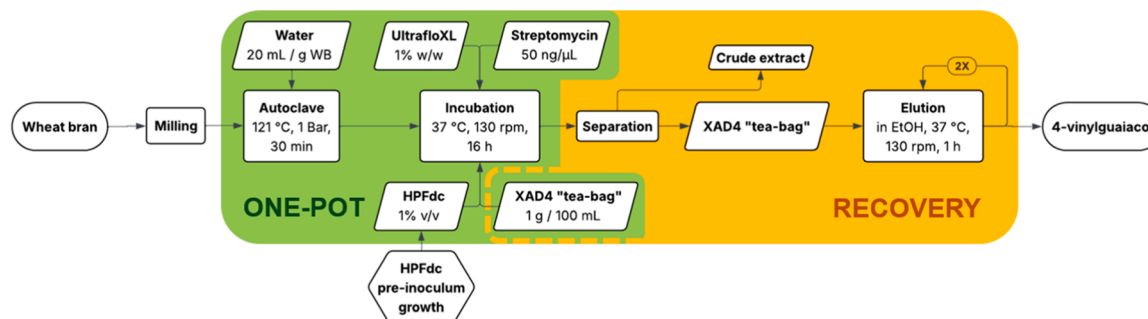 Water
20 mL / g WB
UltrafloXL
1% w/w
Streptomycin
50 ng/µL
Crude extract
2X
Wheat bran
Milling
Autoclave
121 °C, 1 Bar,
30 min
Incubation
37 °C, 130 rpm,
16 h
Separation
XAD4 "tea-bag"
Elution
in EtOH, 37 °C,
130 rpm, 1 h
4-vinylguaiaco
ONE-POT
HPFdc
1% v/v
XAD4 "tea-bag"
1 g / 100 mL
RECOVERY
HPFdc
pre-inoculum
growth